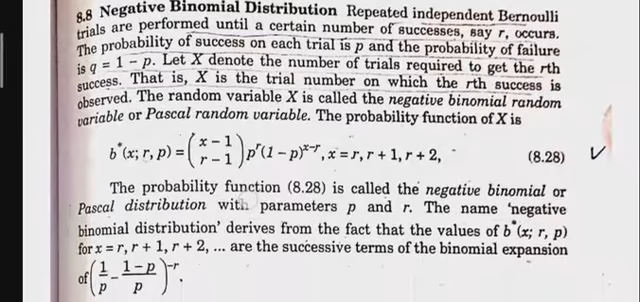 8.8 Negative Binomial Distribution Repeated independent Bernoulli
trials are performed until a certain number of successes, say r, occurs.
The probability of success on each trial is p and the probability of failure
is q = 1 − p. Let X denote the number of trials required to get the rth
success. That is, X is the trial number on which the rth success is
observed. The random variable X is called the negative binomial random
variable or Pascal random variable. The probability function of X is
b*(x; r, p) = (x − 1 / r − 1) pʳ(1 − p)ˣ⁻ʳ, x = r, r + 1, r + 2, (8.28) ✓
The probability function (8.28) is called the negative binomial or
Pascal distribution with parameters p and r. The name ‘negative
binomial distribution’ derives from the fact that the values of b*(x; r, p)
for x = r, r + 1, r + 2, ... are the successive terms of the binomial expansion
of (1/p − 1−p/p)⁻ʳ.